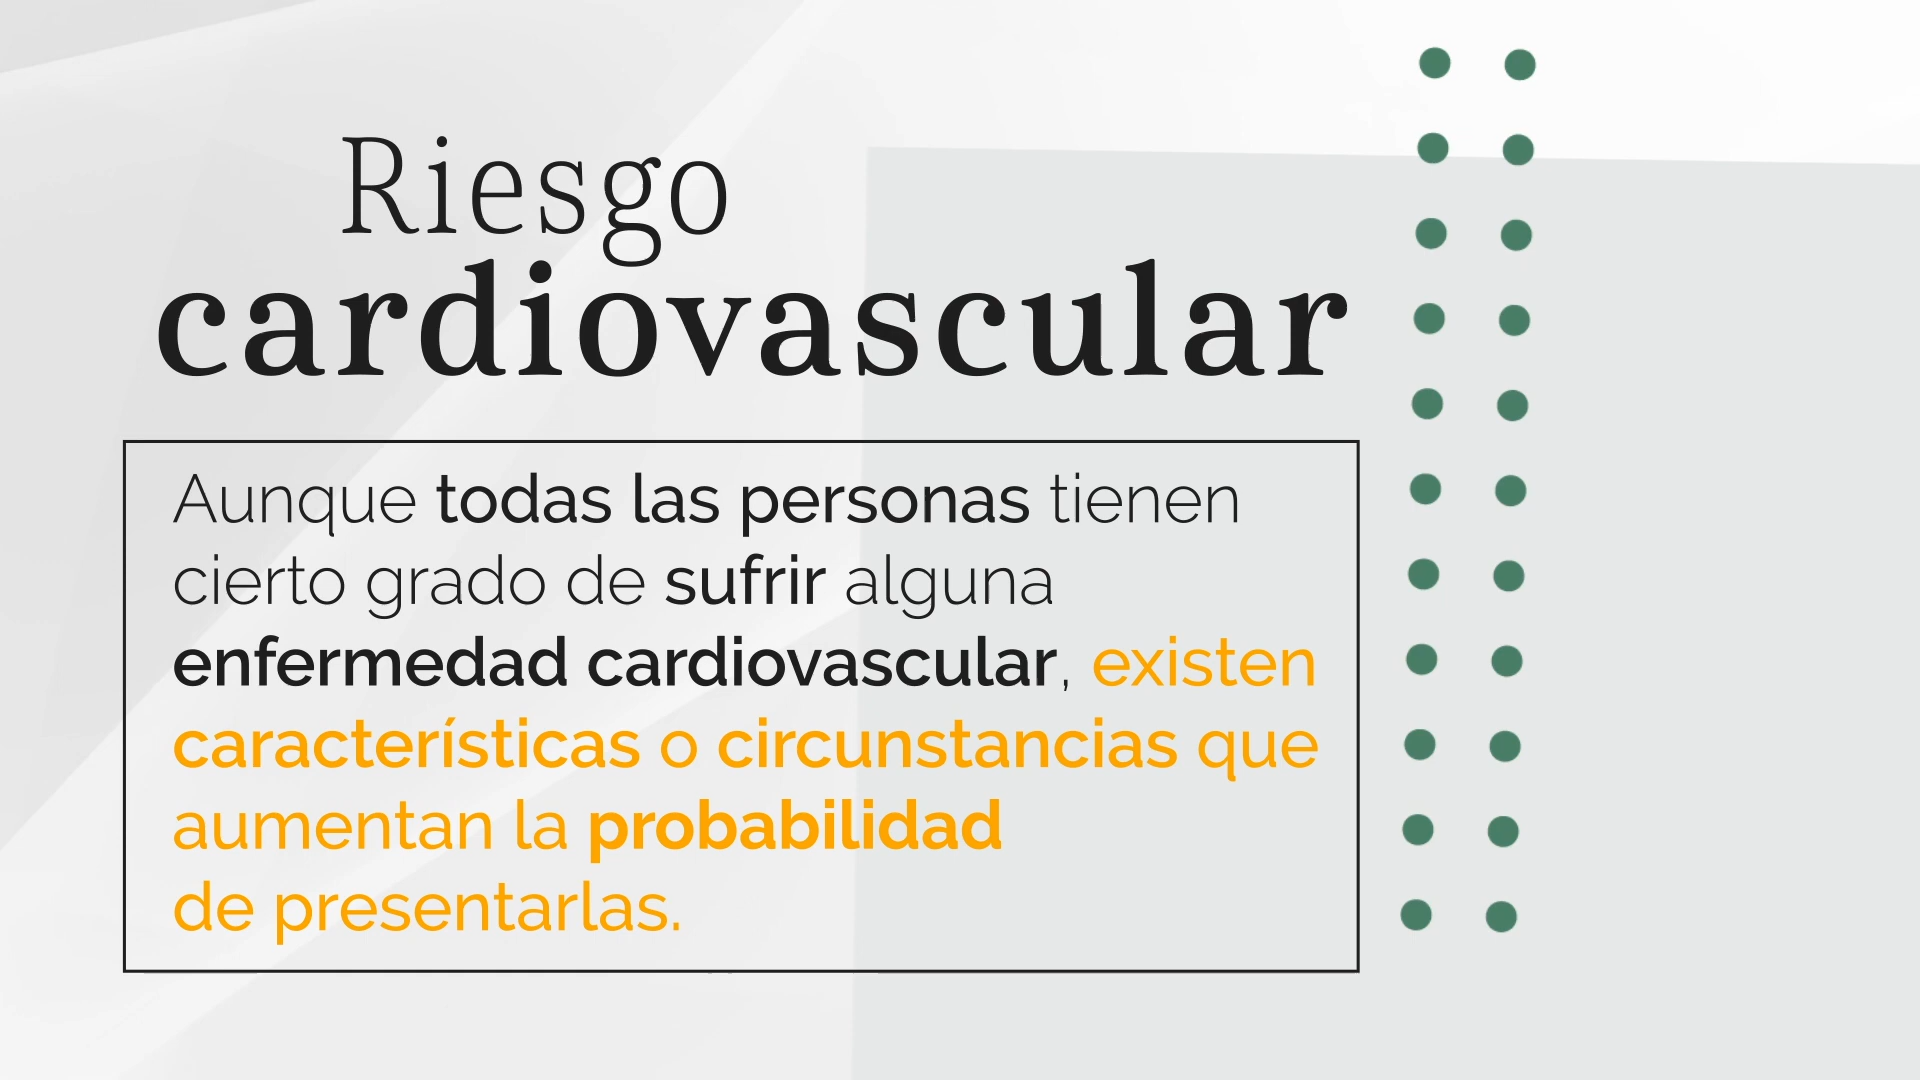 Riesgo
cardiovascular
Aunque todas las personas tienen
cierto grado de sufrir alguna
enfermedad cardiovascular, existen
características o circunstancias que
aumentan la probabilidad
de presentarlas.